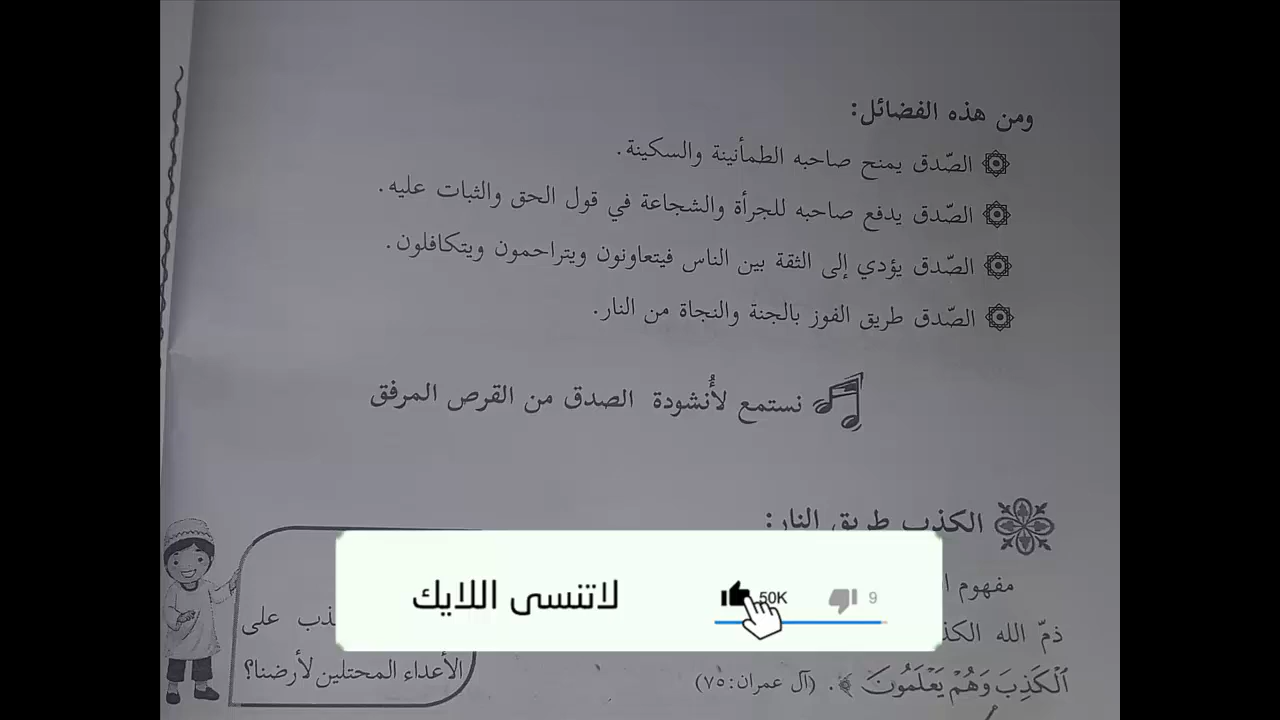 ومن هذه الفضائل:
الصّدق يمنح صاحبه الطمأنينة والسكينة.
الصّدق يدفع صاحبه للجرأة والشجاعة في قول الحق والثبات عليه.
الصّدق يؤدي إلى الثقة بين الناس فيتعاونون ويتراحمون ويتكافلون.
الصّدق طريق الفوز بالجنة والنجاة من النار.
نستمع لأُنشودة الصدق من القرص المرفق
الكذب طريق النار:
مفهوم
ذمّ الله
ٱلْكَذِبَ وَهُمْ يَعْلَمُونَ ﴾. (آل عمران:٧٥)
على
الأعداء المحتلين لأرضنا؟
لاتنسى اللايك
50K
9